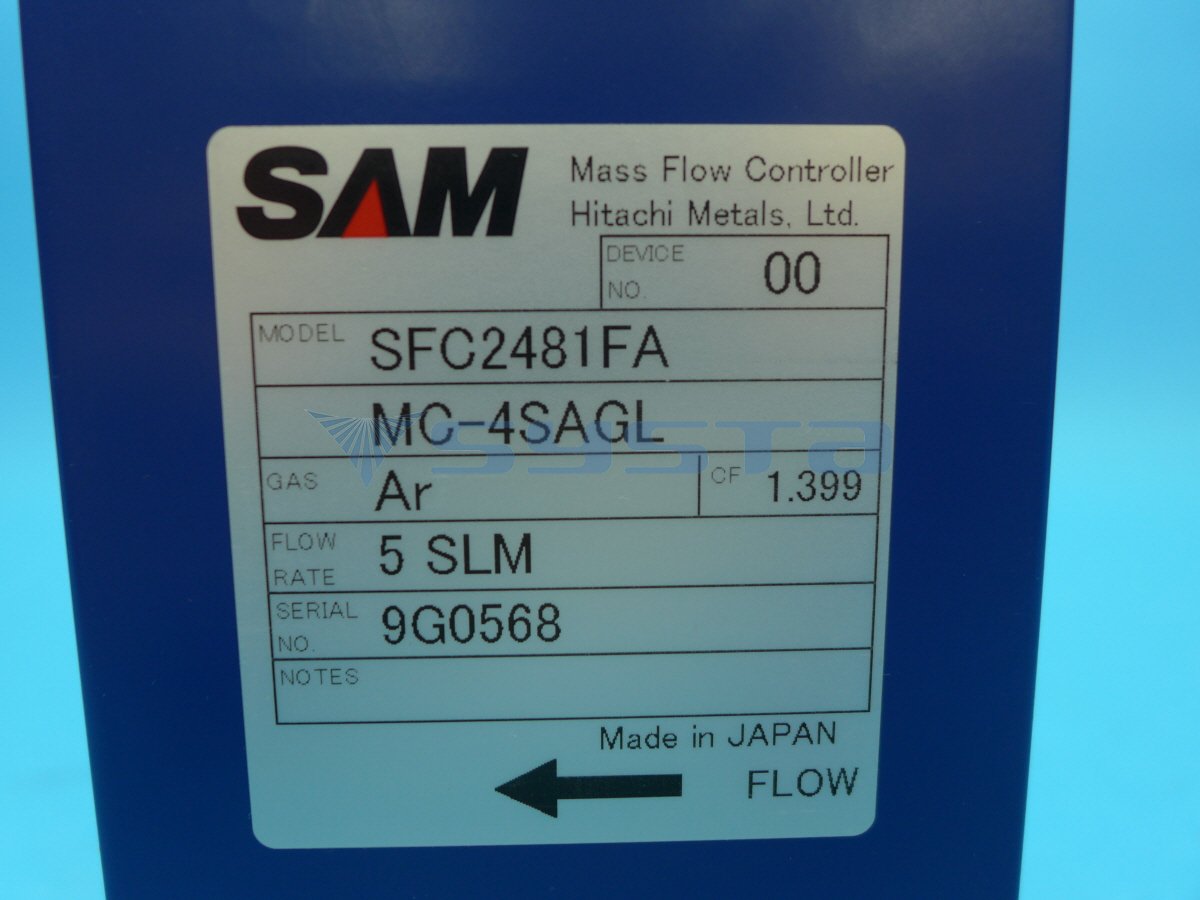 SAM
Mass Flow Controller
Hitachi Metals, Ltd.
DEVICE NO. 00
MODEL SFC2481FA
MC-4SAGL
systa
GAS Ar CF 1.399
FLOW RATE 5 SLM
SERIAL NO. 9G0568
NOTES
Made in JAPAN
FLOW